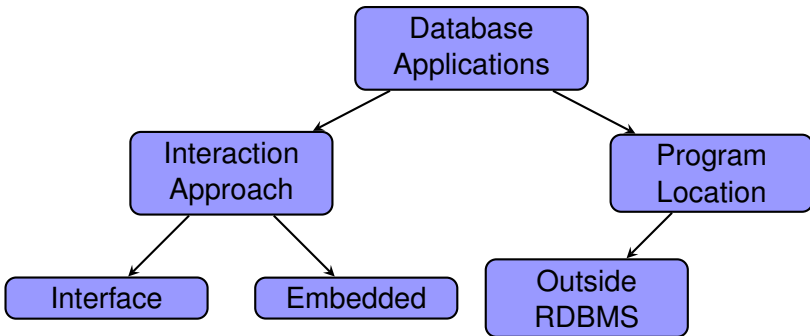 Database
Applications
Interaction
Approach
Program
Location
Interface
Embedded
Outside
RDBMS